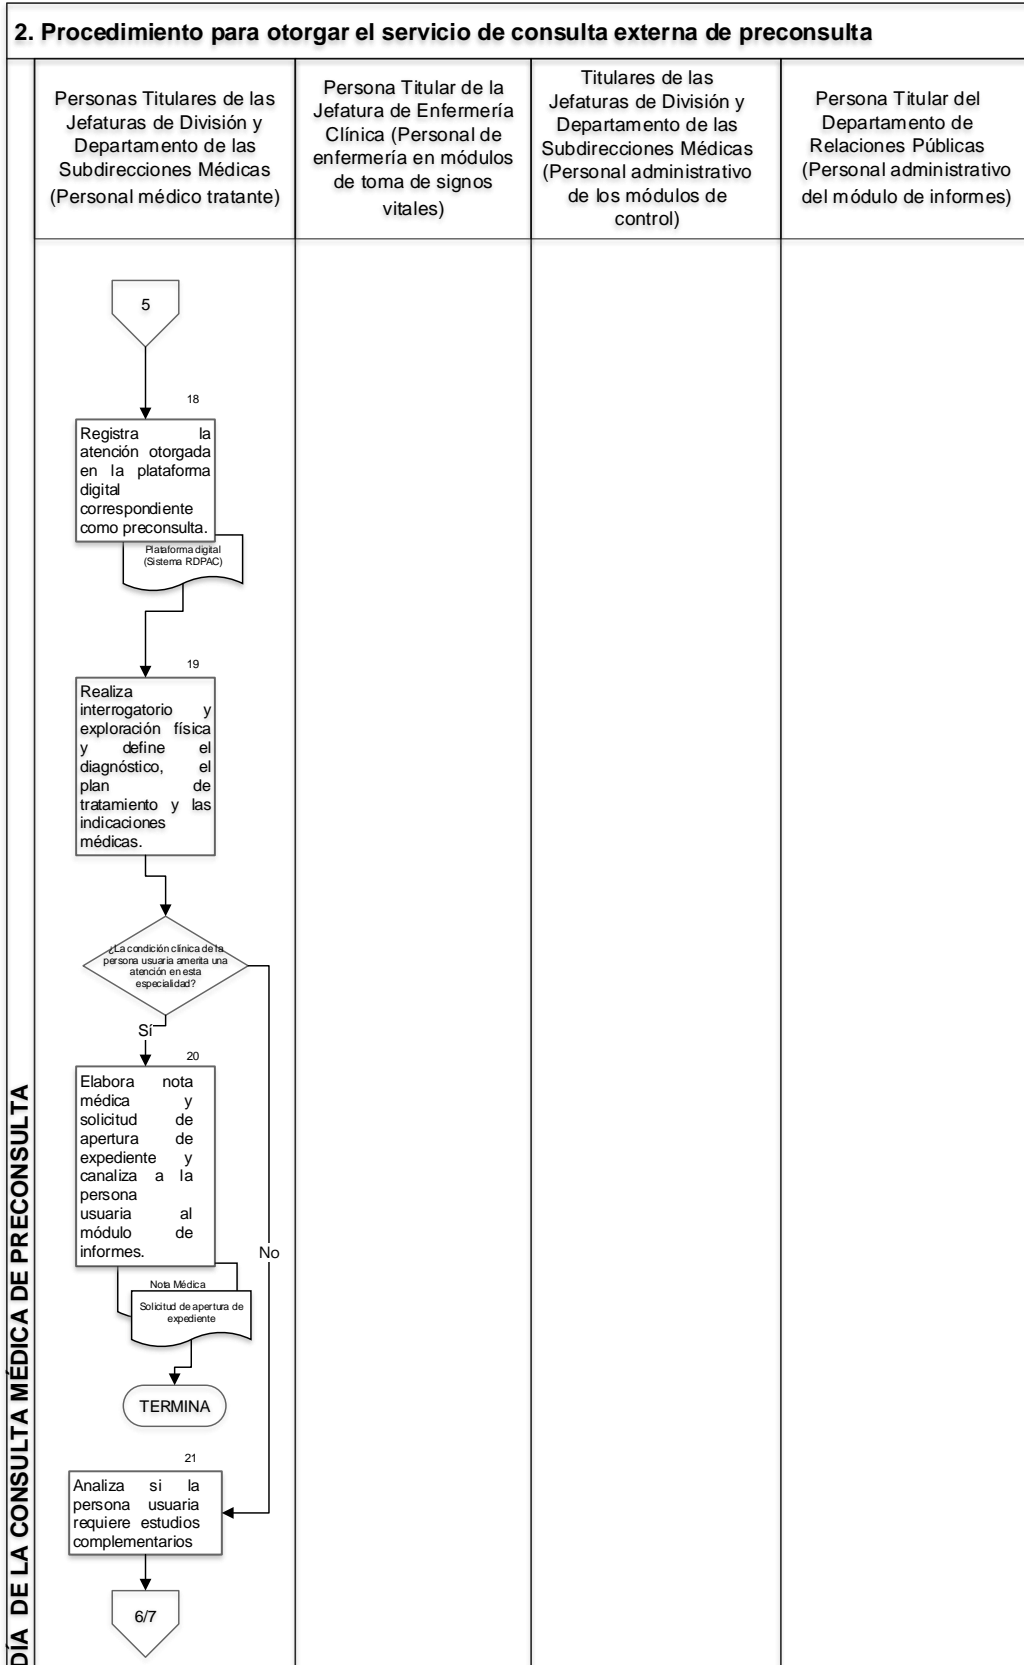 2. Procedimiento para otorgar el servicio de consulta externa de preconsulta
Personas Titulares de las
Jefaturas de División y
Departamento de las
Subdirecciones Médicas
(Personal médico tratante)
Persona Titular de la
Jefatura de Enfermería
Clínica (Personal de
enfermería en módulos
de toma de signos
vitales)
Titulares de las
Jefaturas de División y
Departamento de las
Subdirecciones Médicas
(Personal administrativo
de los módulos de
control)
Persona Titular del
Departamento de
Relaciones Públicas
(Personal administrativo
del módulo de informes)
DÍA DE LA CONSULTA MÉDICA DE PRECONSULTA
5
18
Registra la
atención otorgada
en la plataforma
digital
correspondiente
como preconsulta.
Plataforma digital
(Sistema RDPAC)
19
Realiza
interrogatorio y
exploración física
y define el
diagnóstico, el
plan de
tratamiento y las
indicaciones
médicas.
¿La condición clínica de la
persona usuaria amerita una
atención en esta
especialidad?
Sí
20
Elabora nota
médica y
solicitud de
apertura de
expediente y
canaliza a la
persona
usuaria al
módulo de
informes.
No
Nota Médica
Solicitud de apertura de
expediente
TERMINA
21
Analiza si la
persona usuaria
requiere estudios
complementarios
6/7